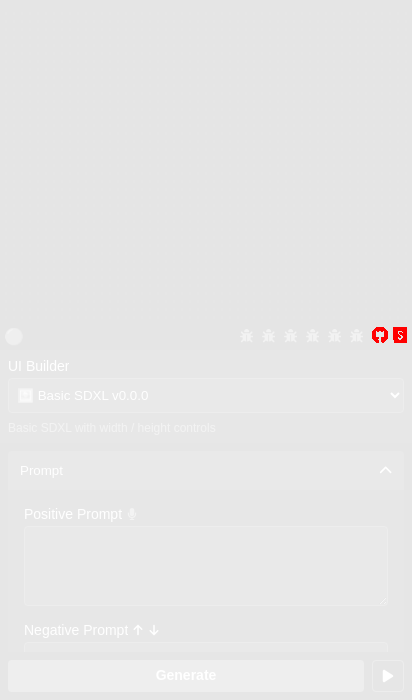 UI Builder
Basic SDXL v0.0.0
Basic SDXL with width / height controls
Prompt
Positive Prompt
Negative Prompt
Generate